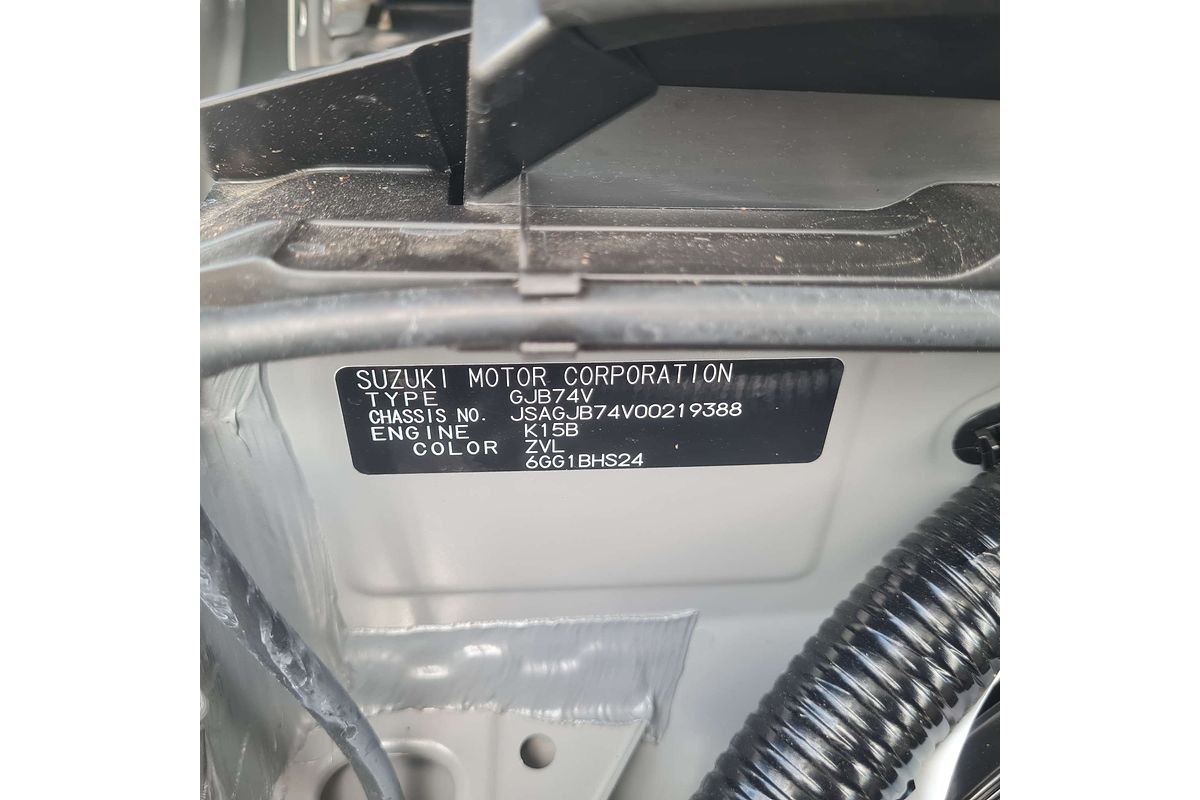 SUZUKI MOTOR CORPORATION
TYPE GJB74V
CHASSIS NO. JSAGJB74V00219388
ENGINE K15B
COLOR ZVL
6GG1BHS24